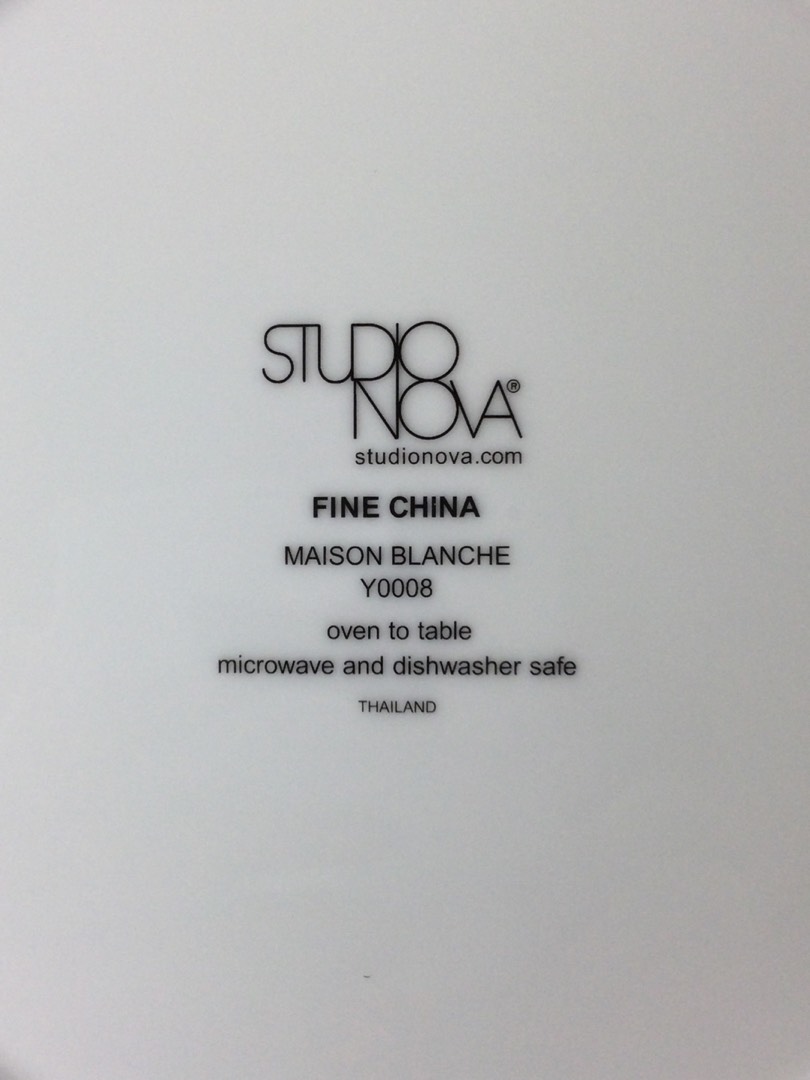 STUDIO
NOVA®
studionova.com
FINE CHINA
MAISON BLANCHE
Y0008
oven to table
microwave and dishwasher safe
THAILAND